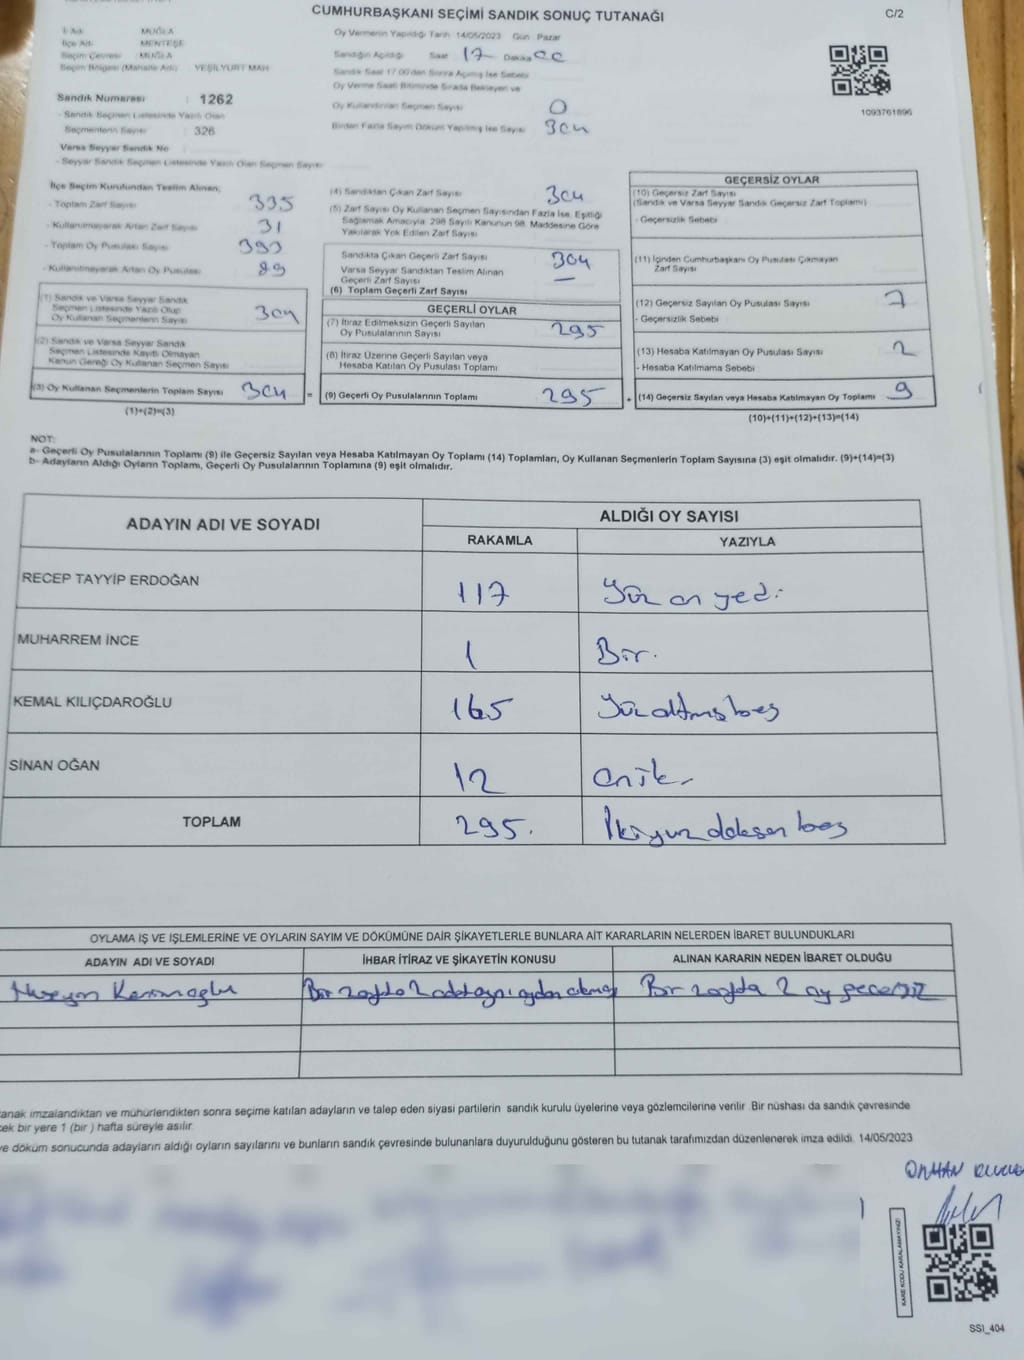 CUMHURBAŞKANI SEÇİMİ SANDIK SONUÇ TUTANAĞI
C/2
İl Adı : MUĞLA
İlçe Adı : MENTEŞE
Seçim Çevresi : MUĞLA
Seçim Bölgesi (Mahalle Adı) : YEŞİLYURT MAH.
Sandık Numarası : 1262
- Sandık Seçmen Listesinde Yazılı Olan
Seçmenlerin Sayısı : 326
Varsa Seyyar Sandık No
- Seyyar Sandık Seçmen Listesinde Yazılı Olan Seçmen Sayısı:
Oy Vermenin Yapıldığı Tarih 14/05/2023 Gün Pazar
Sandığın Açıldığı Saat 17 Dakika 00
Sandık Saat 17.00'den Sonra Açılmış İse Sebebi
Oy Verme Saati Bitiminde Sırada Bekleyen ve
Oy Kullandırılan Seçmen Sayısı 0
Birden Fazla Sayım Döküm Yapılmış İse Sayısı 304
1093761896
İlçe Seçim Kurulundan Teslim Alınan;
- Toplam Zarf Sayısı 335
- Kullanılmayarak Artan Zarf Sayısı 31
- Toplam Oy Pusulası Sayısı 393
- Kullanılmayarak Artan Oy Pusulası 89
(1) Sandık ve Varsa Seyyar Sandık
Seçmen Listesinde Yazılı Olup
Oy Kullanan Seçmenlerin Sayısı 304
(2) Sandık ve Varsa Seyyar Sandık
Seçmen Listesinde Kayıtlı Olmayan
Kanun Gereği Oy Kullanan Seçmen Sayısı
(3) Oy Kullanan Seçmenlerin Toplam Sayısı 304 =
(1)+(2)=(3)
(4) Sandıktan Çıkan Zarf Sayısı 304
(5) Zarf Sayısı Oy Kullanan Seçmen Sayısından Fazla İse, Eşitliği
Sağlamak Amacıyla, 298 Sayılı Kanunun 98. Maddesine Göre
Yakılarak Yok Edilen Zarf Sayısı
Sandıkta Çıkan Geçerli Zarf Sayısı 304
Varsa Seyyar Sandıktan Teslim Alınan
Geçerli Zarf Sayısı —
(6) Toplam Geçerli Zarf Sayısı
GEÇERLİ OYLAR
(7) İtiraz Edilmeksizin Geçerli Sayılan
Oy Pusulalarının Sayısı 295
(8) İtiraz Üzerine Geçerli Sayılan veya
Hesaba Katılan Oy Pusulası Toplamı
(9) Geçerli Oy Pusulalarının Toplamı 295 +
GEÇERSİZ OYLAR
(10) Geçersiz Zarf Sayısı
(Sandık ve Varsa Seyyar Sandık Geçersiz Zarf Toplamı)
- Geçersizlik Sebebi
(11) İçinden Cumhurbaşkanı Oy Pusulası Çıkmayan
Zarf Sayısı
(12) Geçersiz Sayılan Oy Pusulası Sayısı 7
- Geçersizlik Sebebi
(13) Hesaba Katılmayan Oy Pusulası Sayısı 2
- Hesaba Katılmama Sebebi
(14) Geçersiz Sayılan veya Hesaba Katılmayan Oy Toplamı 9
(10)+(11)+(12)+(13)=(14)
NOT:
a- Geçerli Oy Pusulalarının Toplamı (9) ile Geçersiz Sayılan veya Hesaba Katılmayan Oy Toplamı (14) Toplamları, Oy Kullanan Seçmenlerin Toplam Sayısına (3) eşit olmalıdır. (9)+(14)=(3)
b- Adayların Aldığı Oyların Toplamı, Geçerli Oy Pusulalarının Toplamına (9) eşit olmalıdır.
ADAYIN ADI VE SOYADI
ALDIĞI OY SAYISI
RAKAMLA YAZIYLA
RECEP TAYYİP ERDOĞAN 117 Yüz on yedi
MUHARREM İNCE 1 Bir.
KEMAL KILIÇDAROĞLU 165 Yüz altmış beş
SİNAN OĞAN 12 oniki
TOPLAM 295. İkiyüz doksan beş
OYLAMA İŞ VE İŞLEMLERİNE VE OYLARIN SAYIM VE DÖKÜMÜNE DAİR ŞİKAYETLERLE BUNLARA AİT KARARLARIN NELERDEN İBARET BULUNDUKLARI
ADAYIN ADI VE SOYADI İHBAR İTİRAZ VE ŞİKAYETİN KONUSU ALINAN KARARIN NEDEN İBARET OLDUĞU
Bir zarfta 2 adet aynı Bir zarfta 2 oy geçersiz
anak imzalandıktan ve mühürlendikten sonra seçime katılan adayların ve talep eden siyasi partilerin sandık kurulu üyelerine veya gözlemcilerine verilir. Bir nüshası da sandık çevresinde
cek bir yere 1 (bir ) hafta süreyle asılır.
ve döküm sonucunda adayların aldığı oyların sayılarını ve bunların sandık çevresinde bulunanlara duyurulduğunu gösteren bu tutanak tarafımızdan düzenlenerek imza edildi. 14/05/2023
ORHAN
KARE KODU KARALAMAYINIZ!
SSI_404